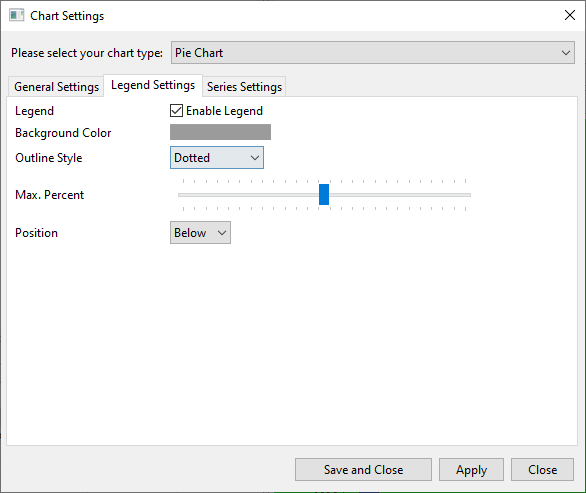 Chart Settings
Please select your chart type: Pie Chart
General Settings Legend Settings Series Settings
Legend Enable Legend
Background Color
Outline Style Dotted
Max. Percent
Position Below
Save and Close Apply Close